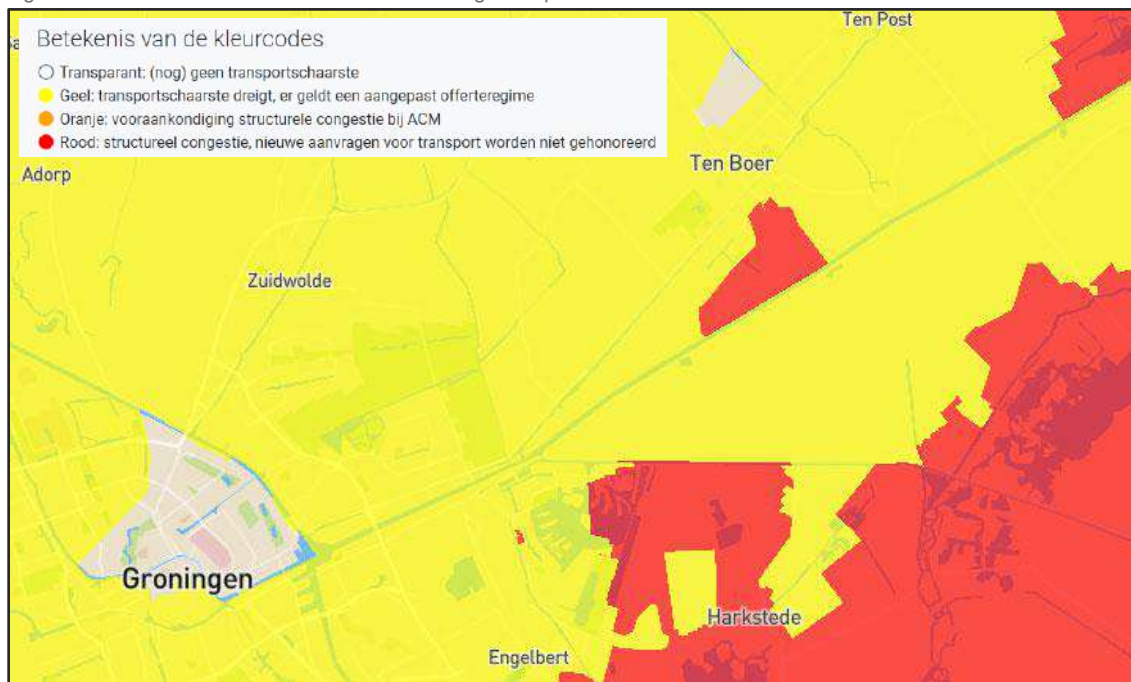 Betekenis van de kleurcodes
Transparant: (nog) geen transportschaarste
Geel: transportschaarste dreigt, er geldt een aangepast offerteregime
Oranje: vooraankondiging structurele congestie bij ACM
Rood: structureel congestie, nieuwe aanvragen voor transport worden niet gehonoreerd
Ten Post
Ten Boer
Adorp
Zuidwolde
Groningen
Harkstede
Engelbert